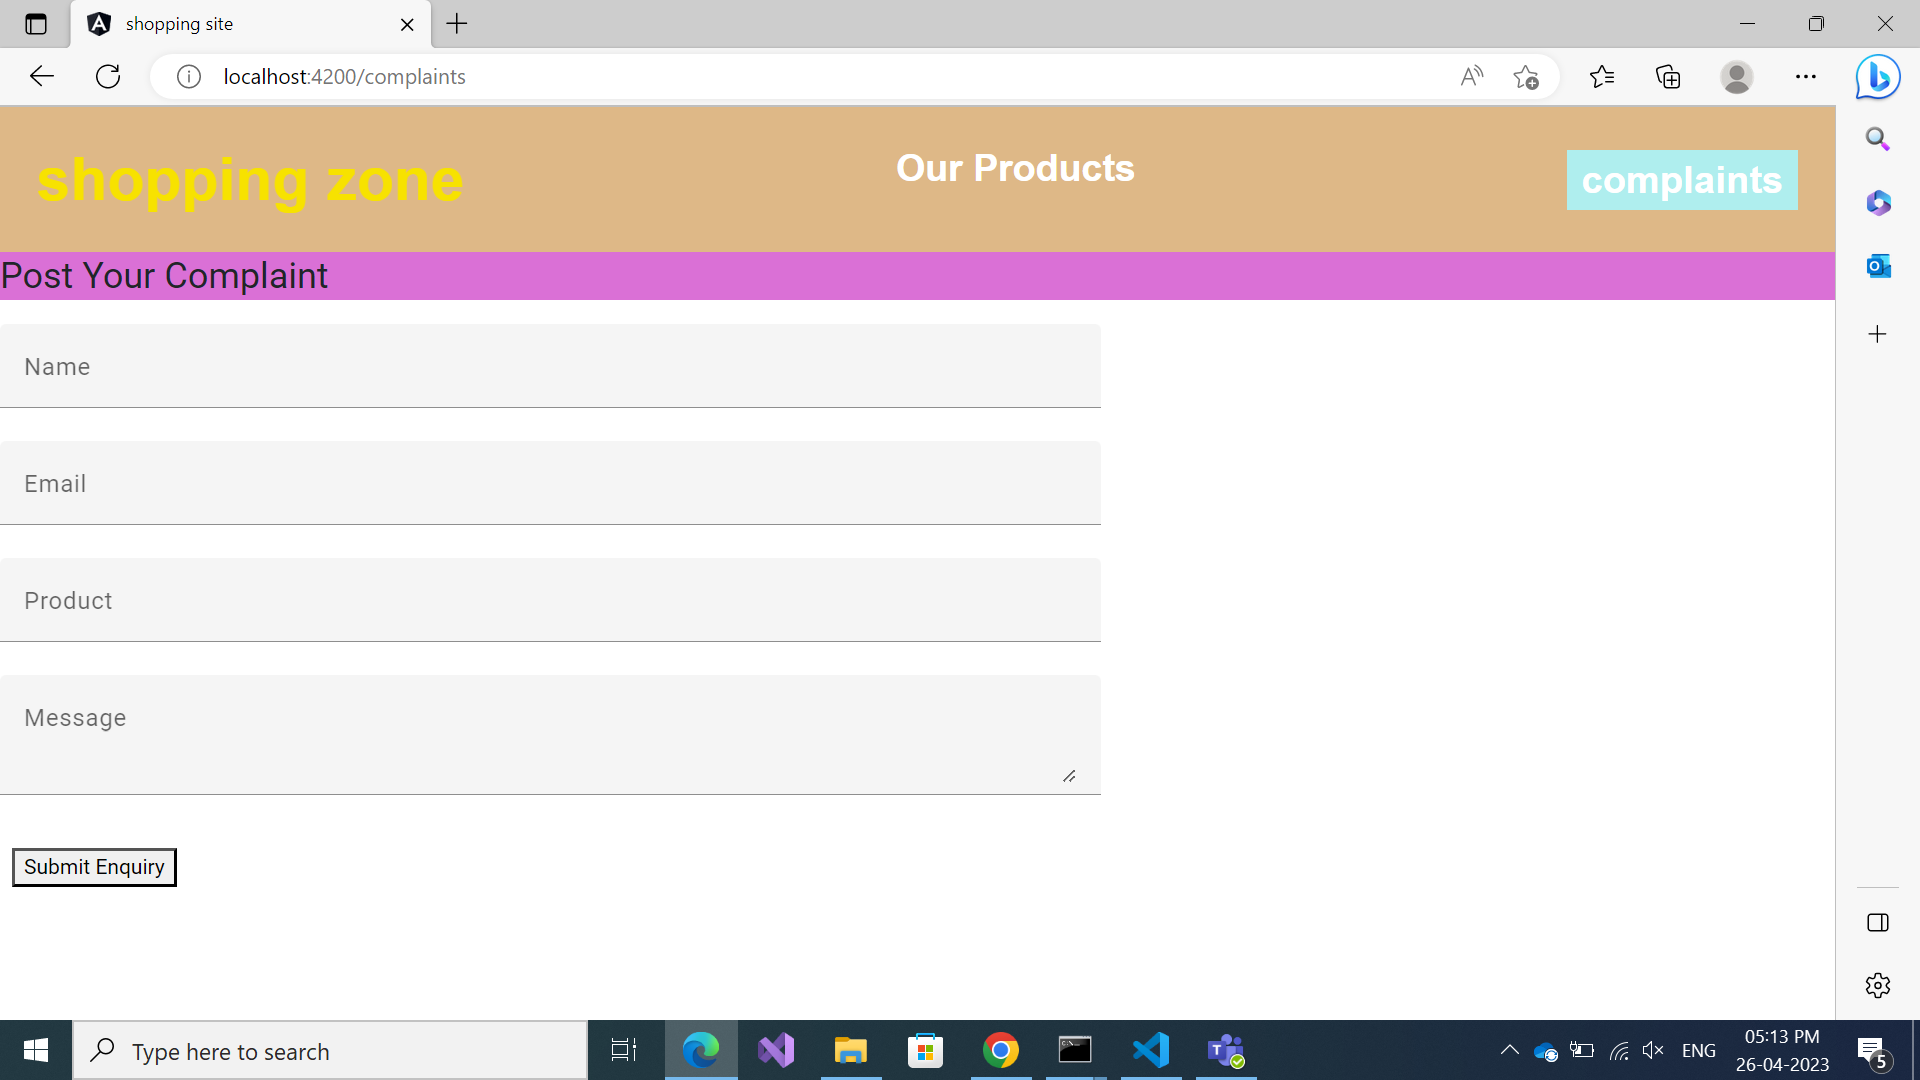 shopping site
localhost:4200/complaints
shopping zone
Our Products
complaints
Post Your Complaint
Name
Email
Product
Message
Submit Enquiry
Type here to search
ENG
05:13 PM
26-04-2023
5